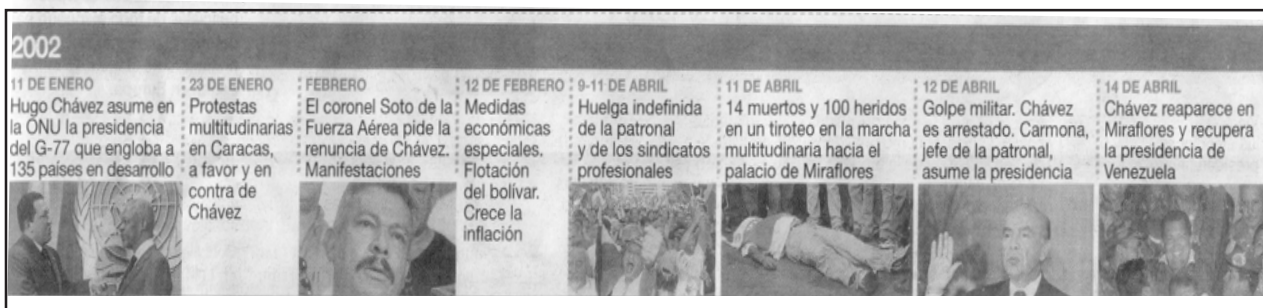 2002
11 DE ENERO
Hugo Chávez asume en
la ONU la presidencia
del G-77 que engloba a
135 países en desarrollo
23 DE ENERO
Protestas
multitudinarias
en Caracas,
a favor y en
contra de
Chávez
FEBRERO
El coronel Soto de la
Fuerza Aérea pide la
renuncia de Chávez.
Manifestaciones
12 DE FEBRERO
Medidas
económicas
especiales.
Flotación
del bolívar.
Crece la
inflación
9-11 DE ABRIL
Huelga indefinida
de la patronal
y de los sindicatos
profesionales
11 DE ABRIL
14 muertos y 100 heridos
en un tiroteo en la marcha
multitudinaria hacia el
palacio de Miraflores
12 DE ABRIL
Golpe militar. Chávez
es arrestado. Carmona,
jefe de la patronal,
asume la presidencia
14 DE ABRIL
Chávez reaparece en
Miraflores y recupera
la presidencia de
Venezuela